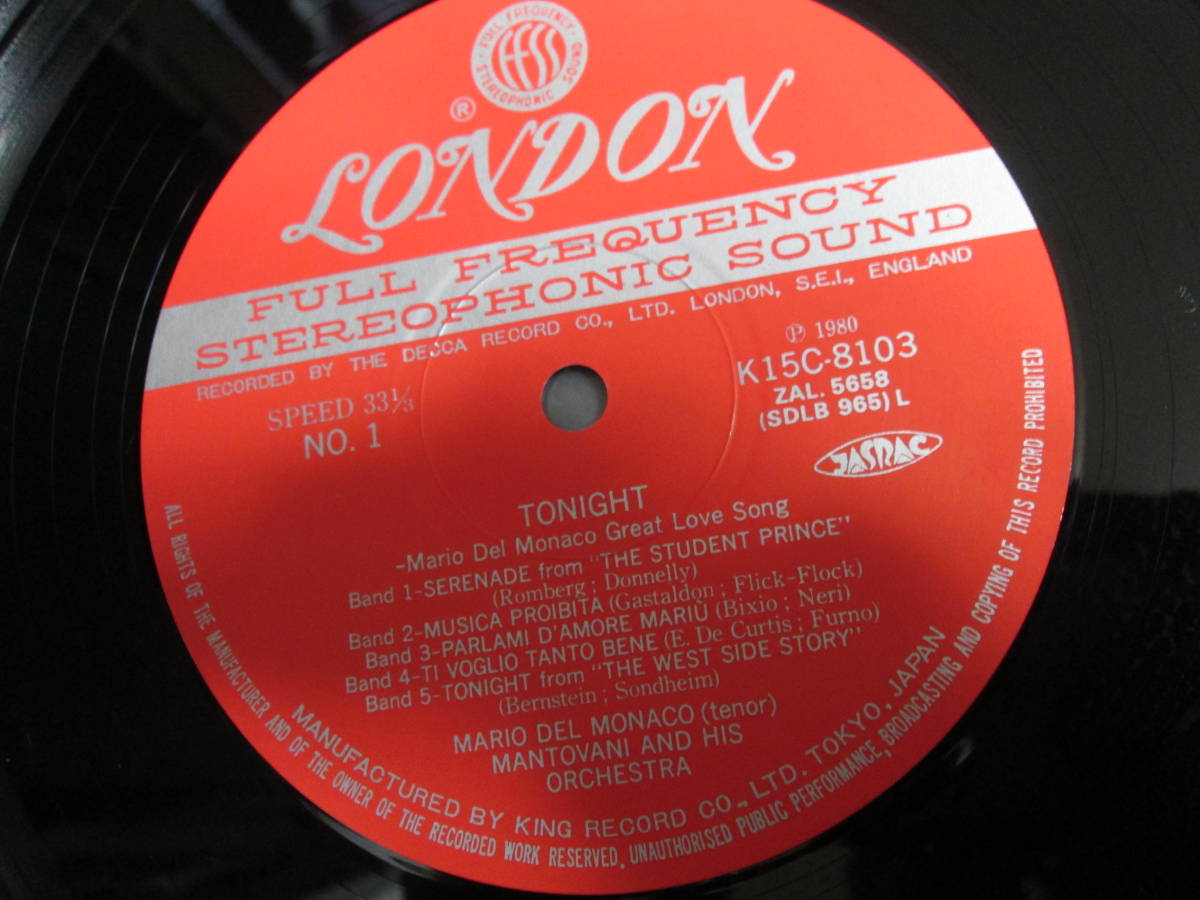 FULL FREQUENCY
ffss
STEREOPHONIC SOUND
®
LONDON
FULL FREQUENCY
STEREOPHONIC SOUND
RECORDED BY THE DECCA RECORD CO., LTD. LONDON, S.E.I., ENGLAND
SPEED 33⅓
NO. 1
℗ 1980
K15C-8103
ZAL. 5658
(SDLB 965) L
JASRAC
TONIGHT
-Mario Del Monaco Great Love Song
Band 1-SERENADE from "THE STUDENT PRINCE"
(Romberg ; Donnelly)
Band 2-MUSICA PROIBITA (Gastaldon ; Flick-Flock)
Band 3-PARLAMI D'AMORE MARIÙ (Bixio ; Neri)
Band 4-TI VOGLIO TANTO BENE (E. De Curtis ; Furno)
Band 5-TONIGHT from "THE WEST SIDE STORY"
(Bernstein ; Sondheim)
MARIO DEL MONACO (tenor)
MANTOVANI AND HIS
ORCHESTRA
MANUFACTURED BY KING RECORD CO., LTD. TOKYO, JAPAN
ALL RIGHTS OF THE MANUFACTURER AND OF THE OWNER OF THE RECORDED WORK RESERVED, UNAUTHORISED PUBLIC PERFORMANCE, BROADCASTING AND COPYING OF THIS RECORD PROHIBITED